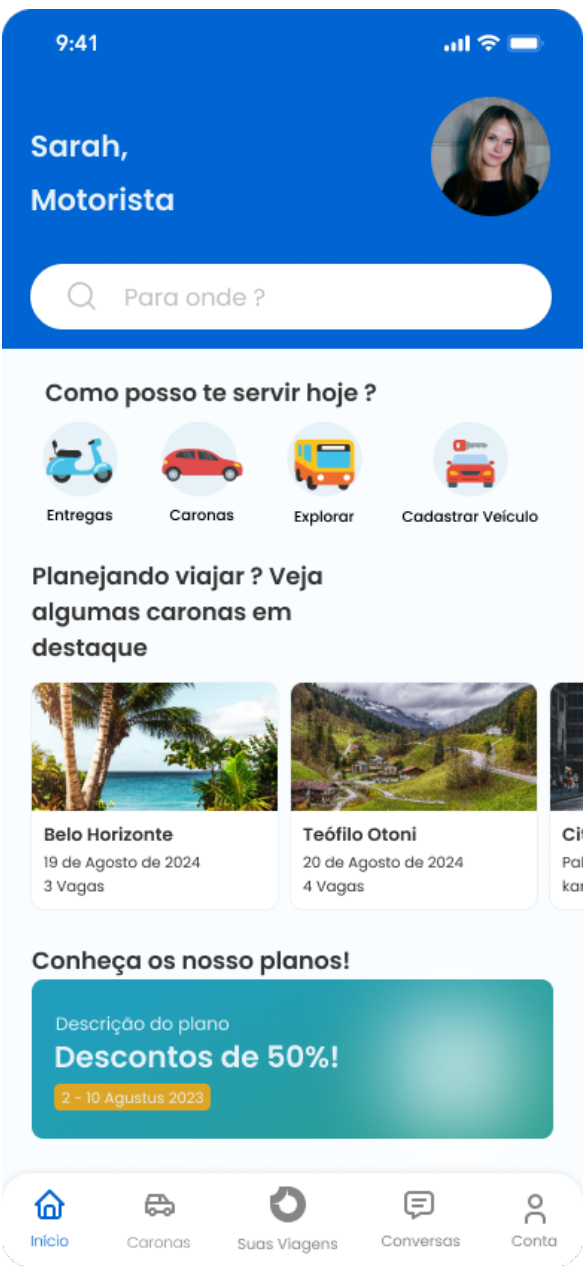 9:41
Sarah,
Motorista
Para onde ?
Como posso te servir hoje ?
Entregas
Caronas
Explorar
Cadastrar Veículo
Planejando viajar ? Veja
algumas caronas em
destaque
Belo Horizonte
19 de Agosto de 2024
3 Vagas
Teófilo Otoni
20 de Agosto de 2024
4 Vagas
Conheça os nosso planos!
Descrição do plano
Descontos de 50%!
2 - 10 Agustus 2023
Início
Caronas
Suas Viagens
Conversas
Conta